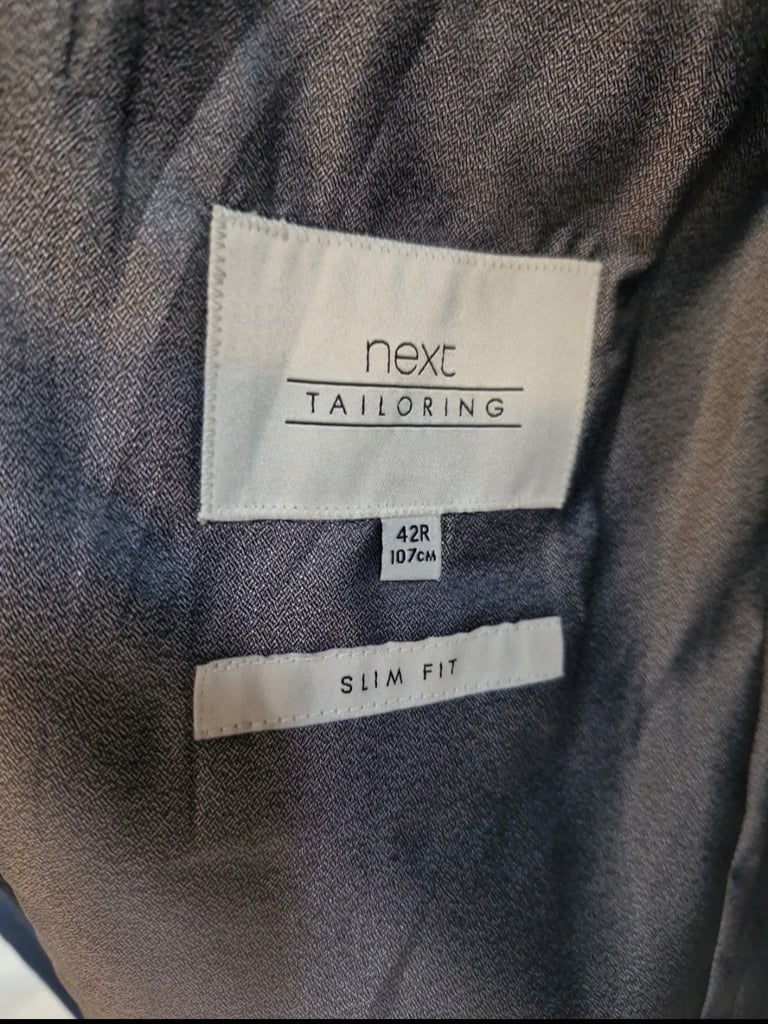 next
TAILORING
42R
107CM
SLIM FIT